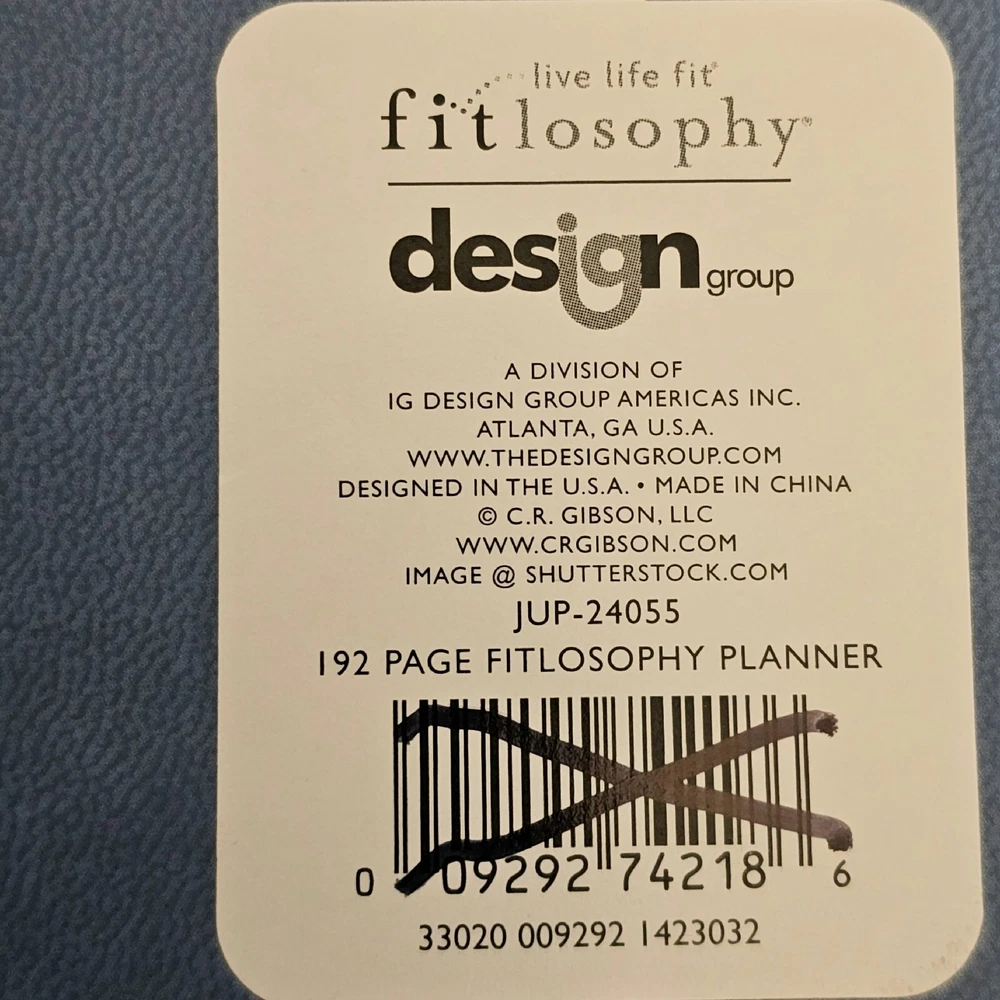 live life fit
fitlosophy®
design group
A DIVISION OF
IG DESIGN GROUP AMERICAS INC.
ATLANTA, GA U.S.A.
WWW.THEDESIGNGROUP.COM
DESIGNED IN THE U.S.A. • MADE IN CHINA
© C.R. GIBSON, LLC
WWW.CRGIBSON.COM
IMAGE @ SHUTTERSTOCK.COM
JUP-24055
192 PAGE FITLOSOPHY PLANNER
0 09292 74218 6
33020 009292 1423032